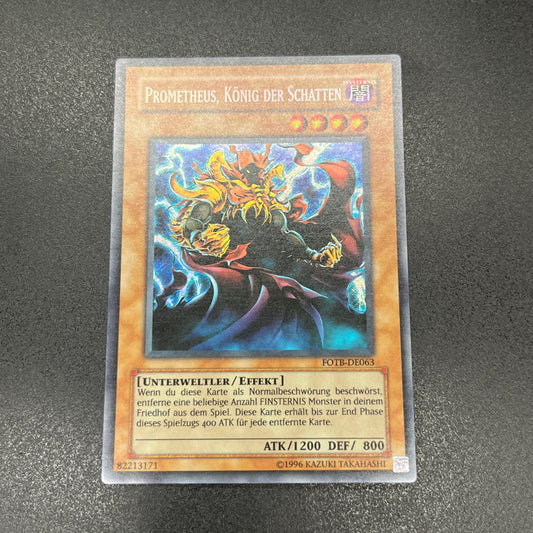 PROMETHEUS, KÖNIG DER SCHATTEN
FINSTERNIS
闇
FOTB-DE063
[UNTERWELTLER/EFFEKT]
Wenn du diese Karte als Normalbeschwörung beschwörst,
entferne eine beliebige Anzahl FINSTERNIS Monster in deinem
Friedhof aus dem Spiel. Diese Karte erhält bis zur End Phase
dieses Spielzugs 400 ATK für jede entfernte Karte.
ATK/1200 DEF/ 800
82213171
©1996 KAZUKI TAKAHASHI